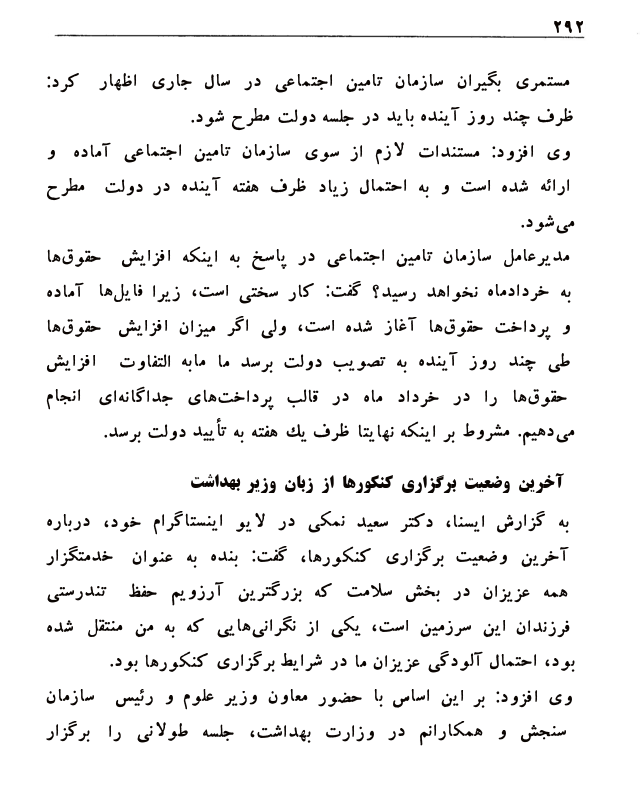 ۲۹۲
مستمری بگیران سازمان تامین اجتماعی در سال جاری اظهار کرد:
ظرف چند روز آینده باید در جلسه دولت مطرح شود.
وی افزود: مستندات لازم از سوی سازمان تامین اجتماعی آماده و
ارائه شده است و به احتمال زیاد ظرف هفته آینده در دولت مطرح
می‌شود.
مدیرعامل سازمان تامین اجتماعی در پاسخ به اینکه افزایش حقوق‌ها
به خردادماه نخواهد رسید؟ گفت: کار سختی است، زیرا فایل‌ها آماده
و پرداخت حقوق‌ها آغاز شده است، ولی اگر میزان افزایش حقوق‌ها
طی چند روز آینده به تصویب دولت برسد ما مابه التفاوت افزایش
حقوق‌ها را در خرداد ماه در قالب پرداخت‌های جداگانه‌ای انجام
می‌دهیم. مشروط بر اینکه نهایتا ظرف یك هفته به تأیید دولت برسد.
آخرین وضعیت برگزاری کنکورها از زبان وزیر بهداشت
به گزارش ایسنا، دکتر سعید نمکی در لایو اینستاگرام خود، درباره
آخرین وضعیت برگزاری کنکورها، گفت: بنده به عنوان خدمتگزار
همه عزیزان در بخش سلامت که بزرگترین آرزویم حفظ تندرستی
فرزندان این سرزمین است، یکی از نگرانی‌هایی که به من منتقل شده
بود، احتمال آلودگی عزیزان ما در شرایط برگزاری کنکورها بود.
وی افزود: بر این اساس با حضور معاون وزیر علوم و رئیس سازمان
سنجش و همکارانم در وزارت بهداشت، جلسه طولانی را برگزار